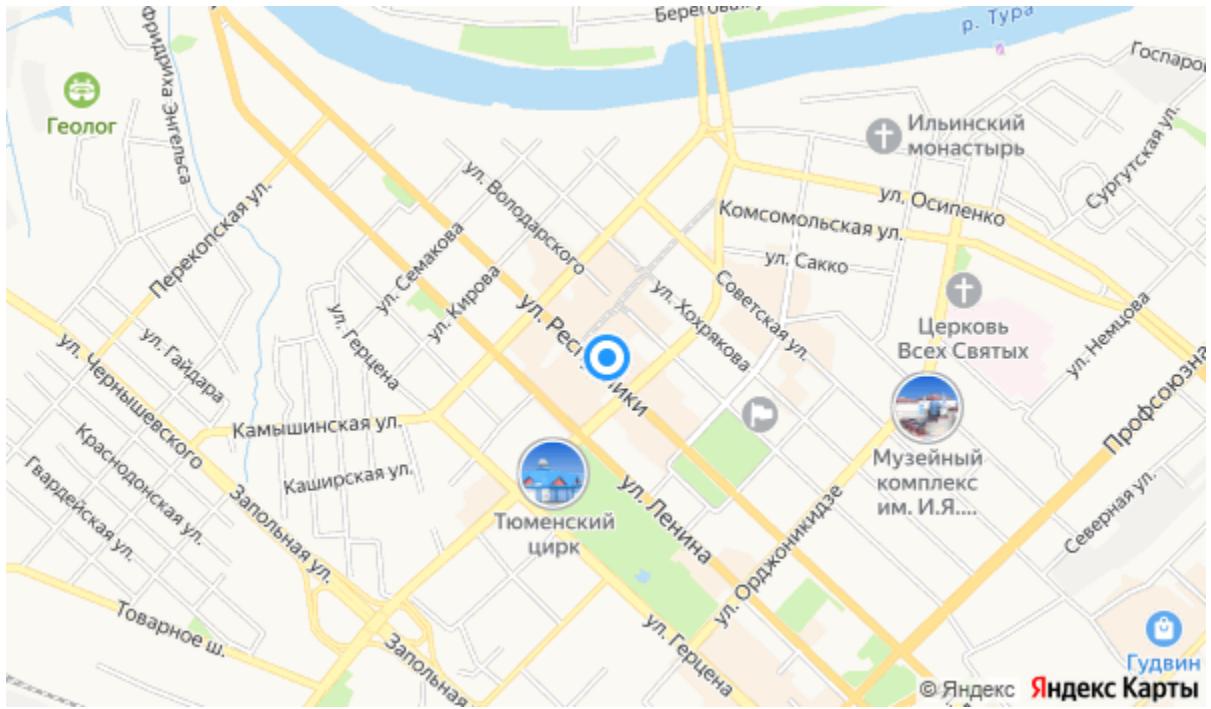 Береговая у
р. Тура
Госпаров
Фридриха Энгельса
Геолог
Ильинский
монастырь
Сургутская ул.
ул. Осипенко
Перекопская ул.
ул. Володарского
Комсомольская ул.
ул. Семакова
ул. Сакко
ул. Кирова
Советская ул.
ул. Хохрякова
ул. Герцена
ул. Гайдара
Церковь
Всех Святых
ул. Немцова
ул. Чернышевского
Профсоюзна
Камышинская ул.
Краснодонская ул.
Каширская ул.
Гвардейская ул.
Музейный
комплекс
им. И.Я....
Запольная ул.
Тюменский
цирк
ул. Ленина
Северная ул.
ул. Орджоникидзе
Товарное ш.
ул. Герцена
Запольная
Гудвин
© Яндекс Яндекс Карты